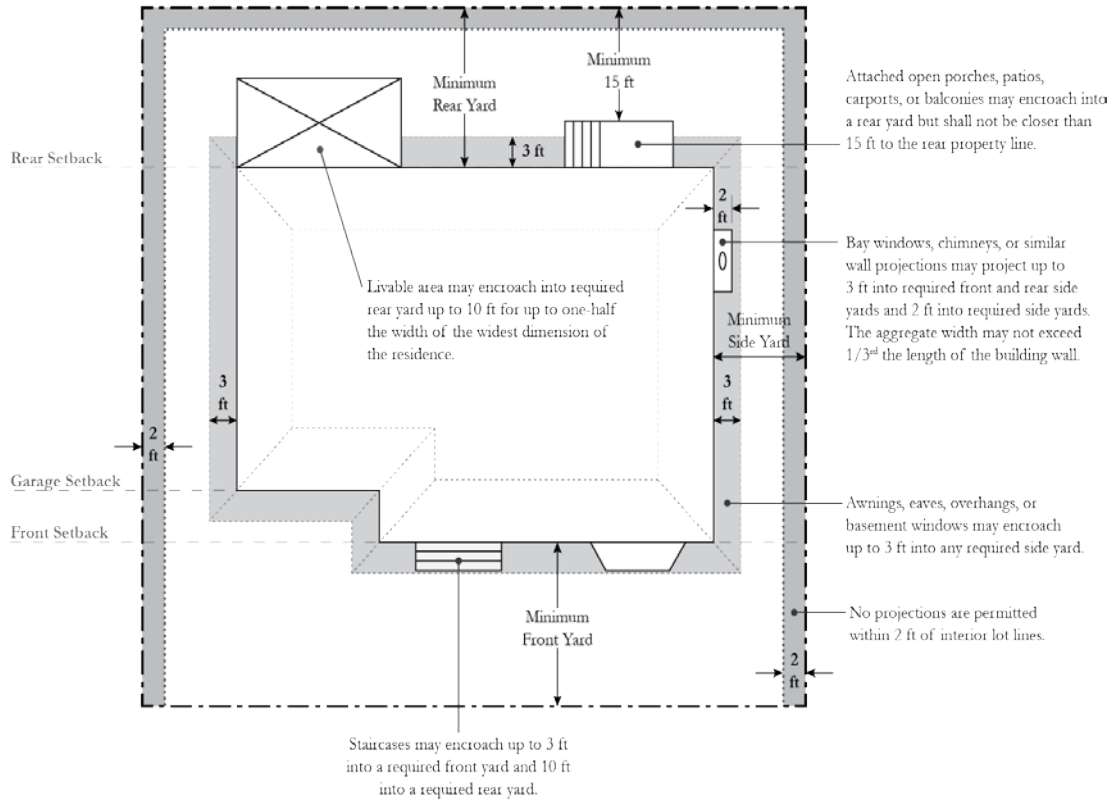 Minimum
Rear Yard
Minimum
15 ft
Attached open porches, patios,
carports, or balconies may encroach into
a rear yard but shall not be closer than
15 ft to the rear property line.
Rear Setback
3 ft
2
ft
Bay windows, chimneys, or similar
wall projections may project up to
3 ft into required front and rear side
yards and 2 ft into required side yards.
The aggregate width may not exceed
1/3rd the length of the building wall.
Livable area may encroach into required
rear yard up to 10 ft for up to one-half
the width of the widest dimension of
the residence.
Minimum
Side Yard
3
ft
3
ft
2
ft
Garage Setback
Front Setback
Awnings, eaves, overhangs, or
basement windows may encroach
up to 3 ft into any required side yard.
Minimum
Front Yard
No projections are permitted
within 2 ft of interior lot lines.
2
ft
Staircases may encroach up to 3 ft
into a required front yard and 10 ft
into a required rear yard.